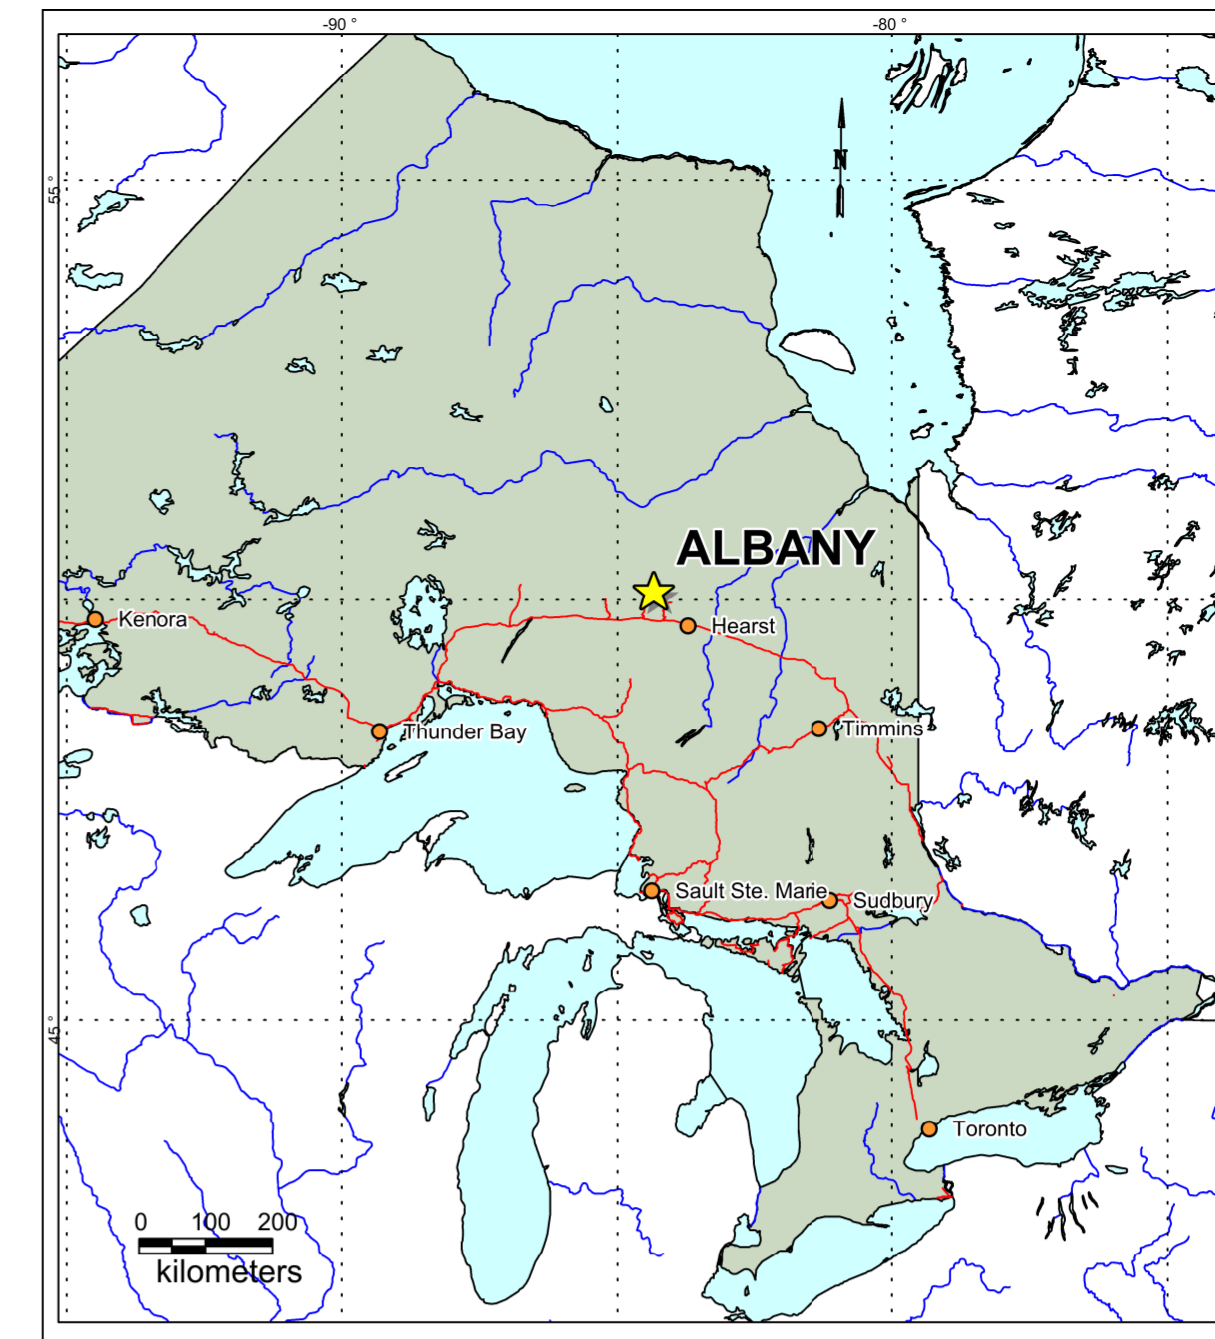 -90 °
-80 °
N
55 °
ALBANY
Kenora
Hearst
Thunder Bay
Timmins
Sault Ste. Marie
Sudbury
45 °
Toronto
0 100 200
kilometers